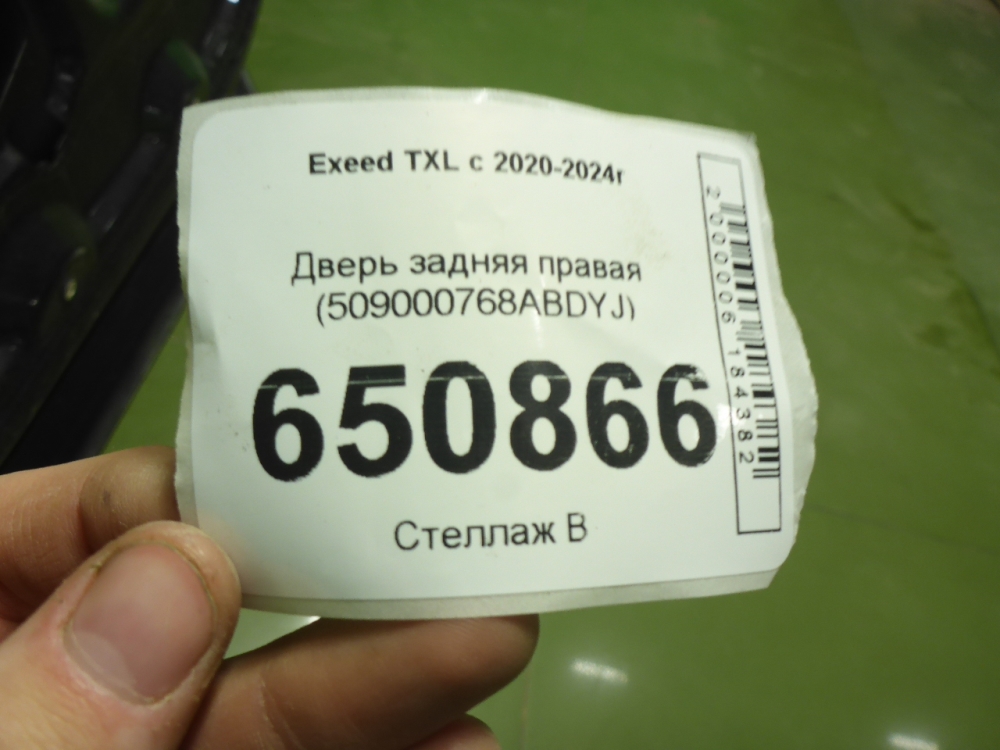 Exeed TXL с 2020-2024г
Дверь задняя правая
(509000768ABDYJ)
650866
Стеллаж В
2000006184382